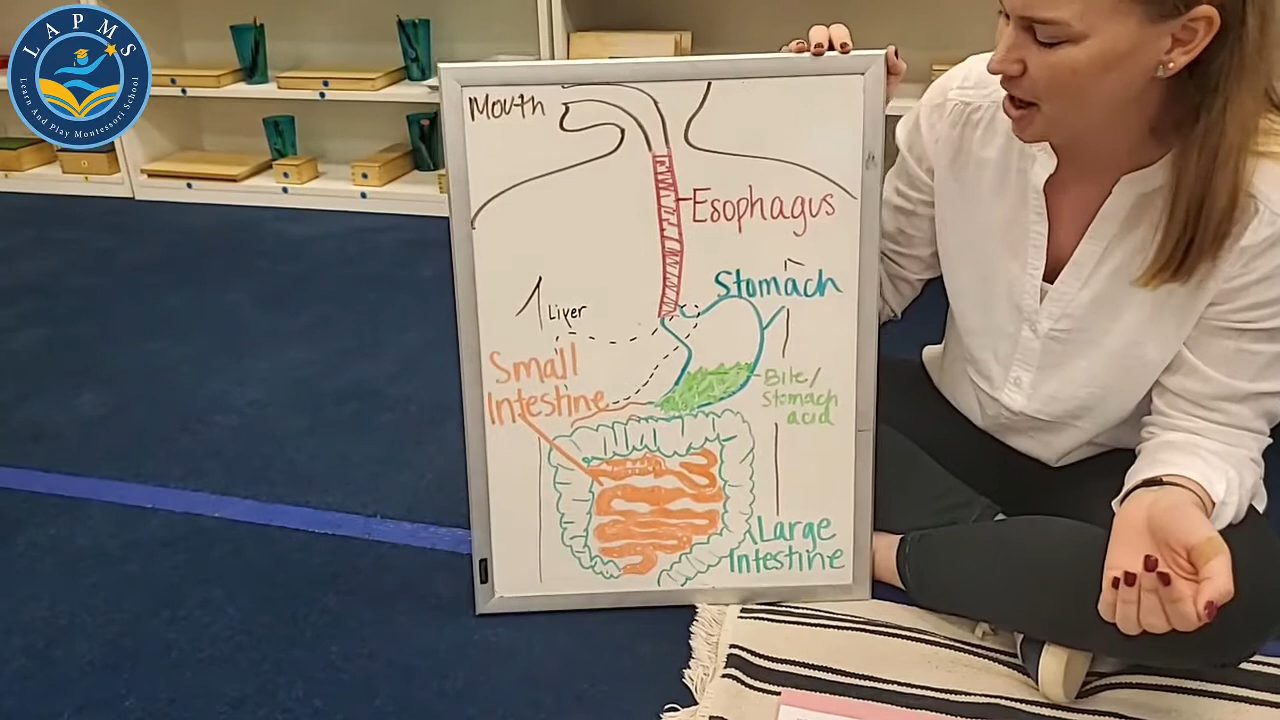 LAPMS
Learn And Play Montessori School
Mouth
Esophagus
Stomach
Liver
Small
Intestine
Bile/
Stomach
acid
Large
Intestine